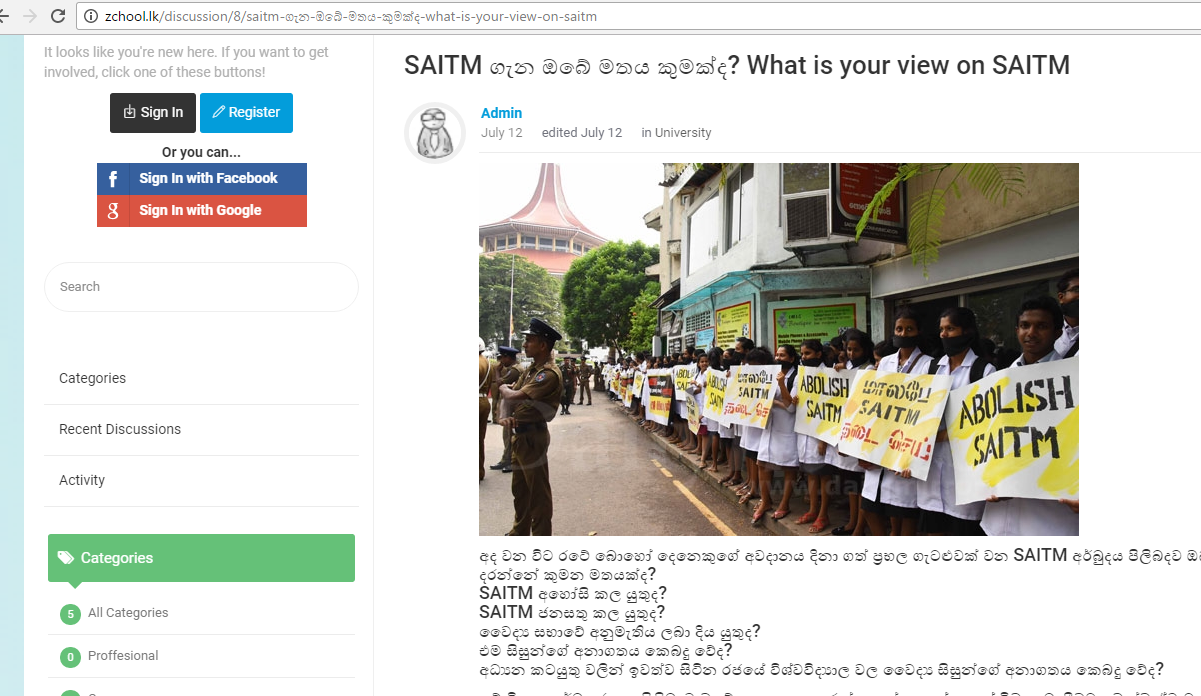 zchool.lk/discussion/8/saitm-ගැන-ඔබේ-මතය-කුමක්ද-what-is-your-view-on-saitm
It looks like you're new here. If you want to get
involved, click one of these buttons!
Sign In
Register
Or you can...
Sign In with Facebook
Sign In with Google
Search
Categories
Recent Discussions
Activity
Categories
5 All Categories
0 Proffesional
SAITM ගැන ඔබේ මතය කුමක්ද? What is your view on SAITM
Admin
July 12 edited July 12 in University
ABOLISH
SAITM
SAITM
ABOLISH
SAITM
SAITM
ABOLISH
SAITM
අද වන විට රටේ බොහෝ දෙනෙකුගේ අවදානය දිනා ගත් ප්‍රභල ගැටළුවක් වන SAITM අර්බුදය පිලිබදව
දරන්නේ කුමන මතයක්ද?
SAITM අහෝසි කල යුතුද?
SAITM ජනසතු කල යුතුද?
වෛද්‍ය සභාවේ අනුමැතිය ලබා දිය යුතුද?
එම සිසුන්ගේ අනාගතය කෙබදු වේද?
අධ්‍යන කටයුතු වලින් ඉවත්ව සිටින රජයේ විශ්වවිද්‍යාල වල වෛද්‍ය සිසුන්ගේ අනාගතය කෙබදු වේද?